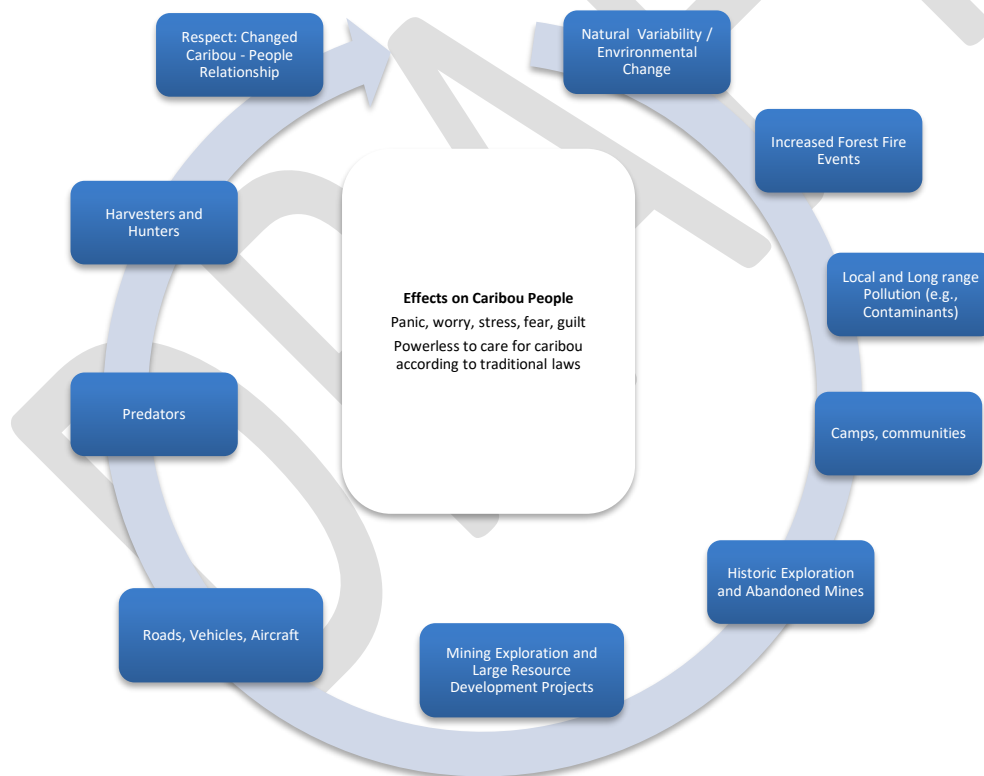 Respect: Changed
Caribou - People
Relationship
Natural Variability /
Envrironmental
Change
Increased Forest Fire
Events
Local and Long range
Pollution (e.g.,
Contaminants)
Camps, communities
Historic Exploration
and Abandoned Mines
Mining Exploration and
Large Resource
Development Projects
Roads, Vehicles, Aircraft
Predators
Harvesters and
Hunters
Effects on Caribou People
Panic, worry, stress, fear, guilt
Powerless to care for caribou
according to traditional laws